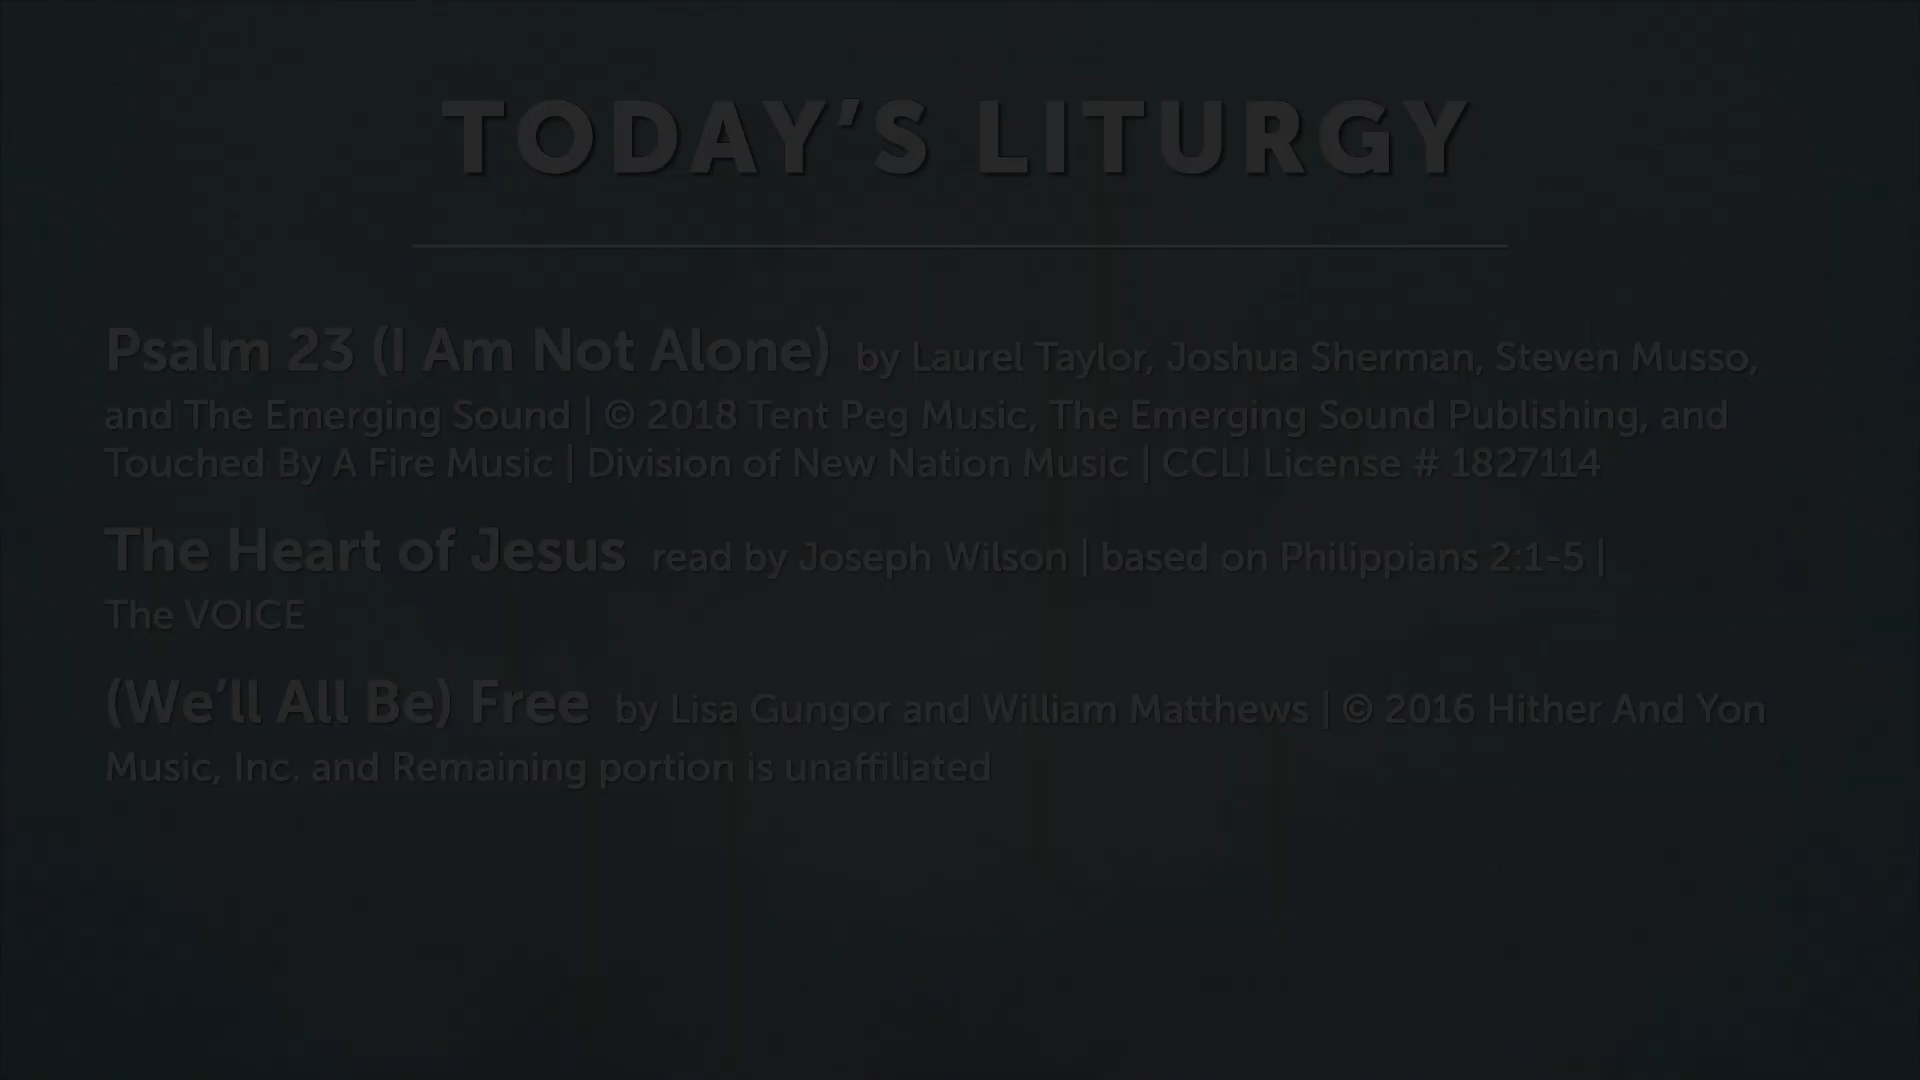 TODAY’S LITURGY
Psalm 23 (I Am Not Alone) by Laurel Taylor, Joshua Sherman, Steven Musso,
and The Emerging Sound | © 2018 Tent Peg Music, The Emerging Sound Publishing, and
Touched By A Fire Music | Division of New Nation Music | CCLI License # 1827114
The Heart of Jesus read by Joseph Wilson | based on Philippians 2:1-5 |
The VOICE
(We’ll All Be) Free by Lisa Gungor and William Matthews | © 2016 Hither And Yon
Music, Inc. and Remaining portion is unaffiliated